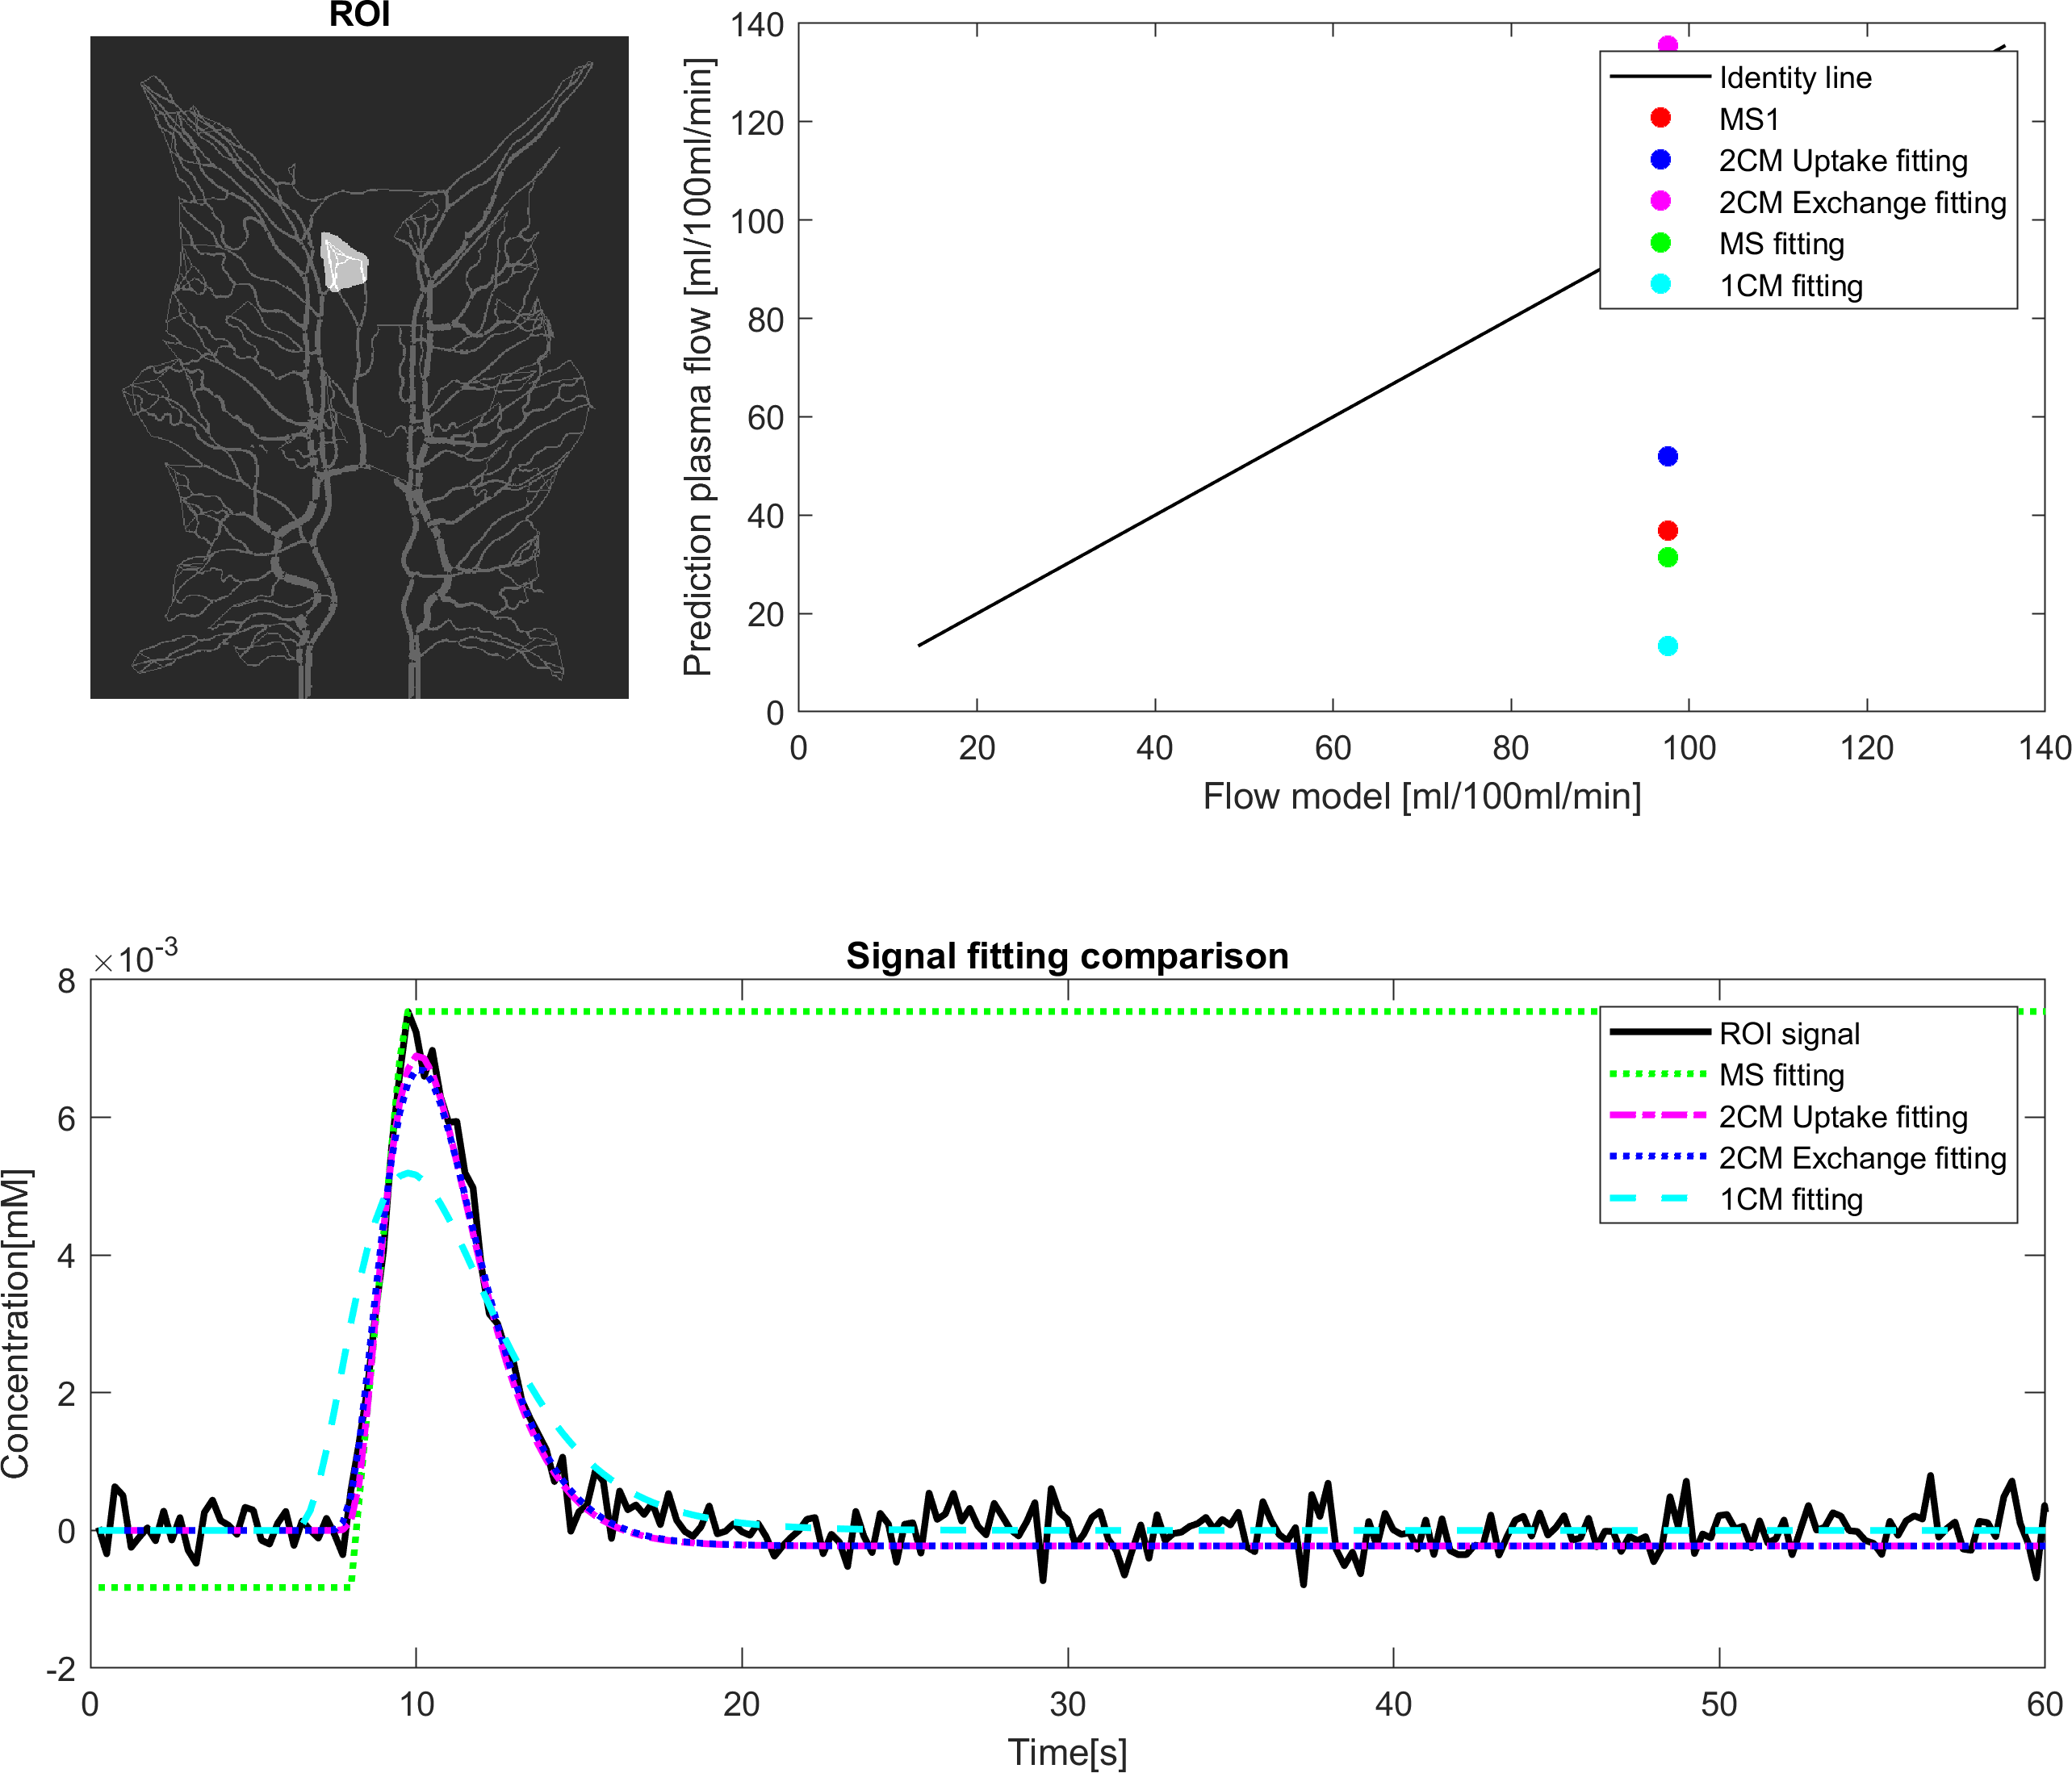 ROI
140
120
100
80
60
40
20
0
Prediction plasma flow [ml/100ml/min]
Identity line
MS1
2CM Uptake fitting
2CM Exchange fitting
MS fitting
1CM fitting
0 20 40 60 80 100 120 140
Flow model [ml/100ml/min]
Signal fitting comparison
×10-3
8
6
4
2
0
-2
Concentration[mM]
ROI signal
MS fitting
2CM Uptake fitting
2CM Exchange fitting
1CM fitting
0 10 20 30 40 50 60
Time[s]